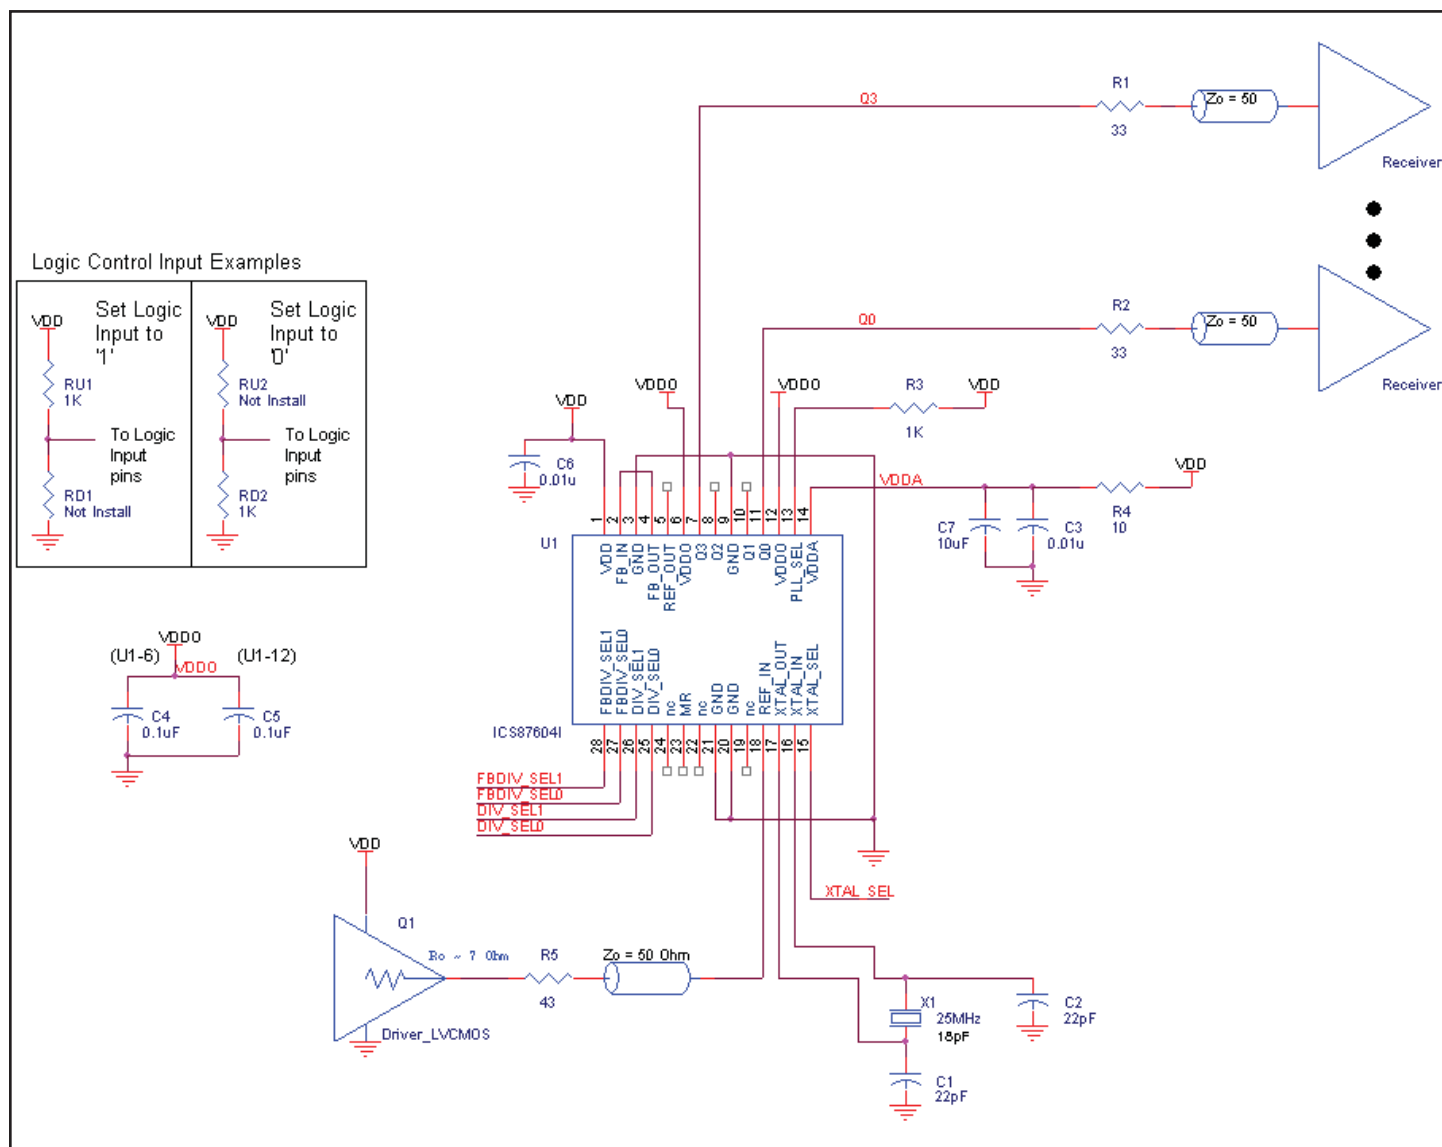 Q3
R1
33
Zo = 50
Receiver
Q0
R2
33
Zo = 50
Receiver
Logic Control Input Examples
VDD
Set Logic
Input to
'1'
RU1
1K
To Logic
Input
pins
RD1
Not Install
VDD
Set Logic
Input to
'0'
RU2
Not Install
To Logic
Input
pins
RD2
1K
VDD
C6
0.01u
VDDO
VDDO
R3
1K
VDD
VDDA
VDD
R4
10
C7
10uF
C3
0.01u
U1
1 2 3 4 5 6 7 8 9 10 11 12 13 14
VDD
FB_IN
GND
FB_OUT
REF_OUT
VDDO
Q3
Q2
GND
Q1
Q0
VDDO
PLL_SEL
VDDA
FBDIV_SEL1
FBDIV_SEL0
DIV_SEL1
DIV_SEL0
nc
MR
nc
GND
GND
nc
REF_IN
XTAL_OUT
XTAL_IN
XTAL_SEL
ICS87604I
28 27 26 25 24 23 22 21 20 19 18 17 16 15
VDDO
(U1-6)
VDDO
(U1-12)
C4
0.1uF
C5
0.1uF
FBDIV_SEL1
FBDIV_SEL0
DIV_SEL1
DIV_SEL0
XTAL_SEL
VDD
Q1
Ro ~ 7 Ohm
Driver_LVCMOS
R5
43
Zo = 50 Ohm
X1
25MHz
18pF
C2
22pF
C1
22pF